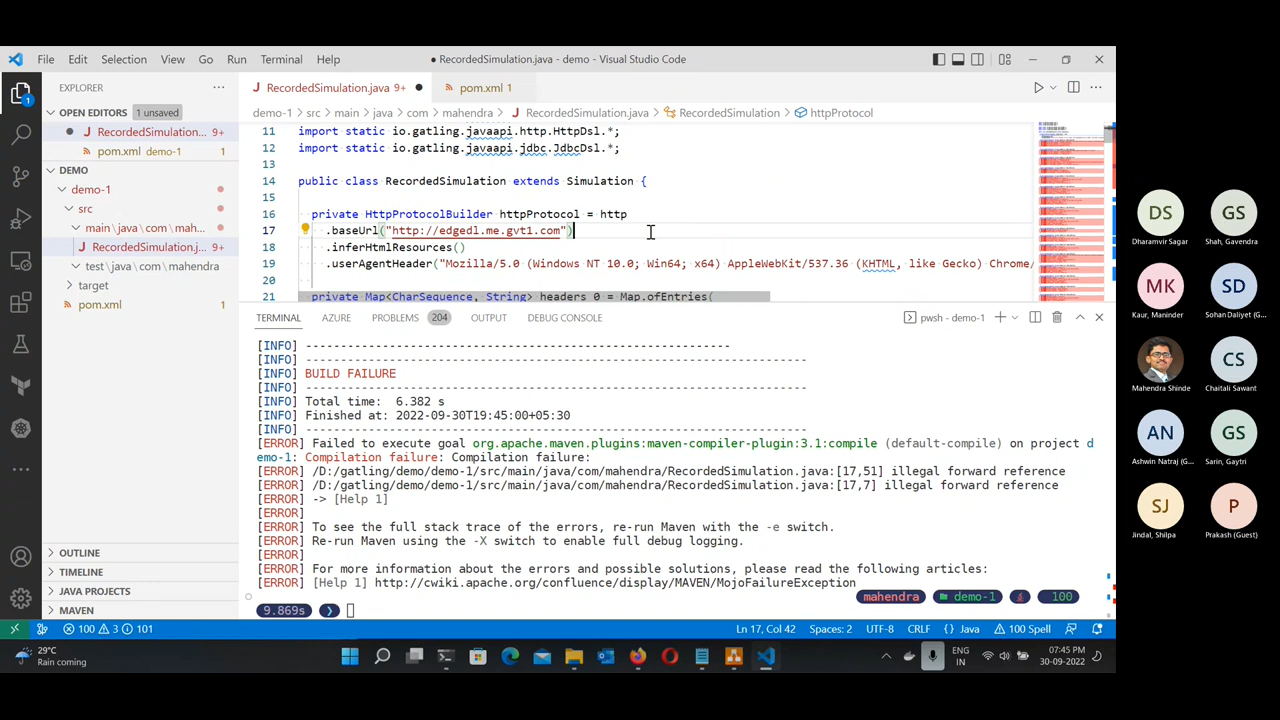 File Edit Selection View Go Run Terminal Help
● RecordedSimulation.java - demo - Visual Studio Code
EXPLORER
OPEN EDITORS 1 unsaved
RecordedSimulation... 9+
pom.xml demo-1 1
DEMO
demo-1
src
main\java\com\mah...
RecordedSimulation.j... 9+
test\java\com\mahendra
target
pom.xml 1
OUTLINE
TIMELINE
JAVA PROJECTS
MAVEN
RecordedSimulation.java 9+ ●
pom.xml 1
demo-1 > src > main > java > com > mahendra > RecordedSimulation.java > RecordedSimulation > httpProtocol
11 import static io.gatling.javaapi.http.HttpDsl.*;
12 import static io.gatling.javaapi.jdbc.JdbcDsl.*;
13
14 public class RecordedSimulation extends Simulation {
15
16 private HttpProtocolBuilder httpProtocol = http
17 .baseUrl("http://edgedl.me.gvt1.com")
18 .inferHtmlResources()
19 .userAgentHeader("Mozilla/5.0 (Windows NT 10.0; Win64; x64) AppleWebKit/537.36 (KHTML, like Gecko) Chrome/
21 private Map<CharSequence, String> headers_0 = Map.ofEntries(
TERMINAL AZURE PROBLEMS 204 OUTPUT DEBUG CONSOLE
pwsh - demo-1
[INFO] ------------------------------------------------------------
[INFO] ------------------------------------------------------------------------
[INFO] BUILD FAILURE
[INFO] ------------------------------------------------------------------------
[INFO] Total time: 6.382 s
[INFO] Finished at: 2022-09-30T19:45:00+05:30
[INFO] ------------------------------------------------------------------------
[ERROR] Failed to execute goal org.apache.maven.plugins:maven-compiler-plugin:3.1:compile (default-compile) on project d
emo-1: Compilation failure: Compilation failure:
[ERROR] /D:/gatling/demo/demo-1/src/main/java/com/mahendra/RecordedSimulation.java:[17,51] illegal forward reference
[ERROR] /D:/gatling/demo/demo-1/src/main/java/com/mahendra/RecordedSimulation.java:[17,7] illegal forward reference
[ERROR] -> [Help 1]
[ERROR]
[ERROR] To see the full stack trace of the errors, re-run Maven with the -e switch.
[ERROR] Re-run Maven using the -X switch to enable full debug logging.
[ERROR]
[ERROR] For more information about the errors and possible solutions, please read the following articles:
[ERROR] [Help 1] http://cwiki.apache.org/confluence/display/MAVEN/MojoFailureException
mahendra demo-1 100
9.869s ❯
100 3 101
Ln 17, Col 42 Spaces: 2 UTF-8 CRLF {} Java 100 Spell
29°C
Rain coming
ENG
IN
07:45 PM
30-09-2022
DS
Dharamvir Sagar
GS
Shah, Gavendra
MK
Kaur, Maninder
SD
Sohan Daliyet (G...
Mahendra Shinde
CS
Chaitali Sawant
AN
Ashwin Natraj (G...
GS
Sarin, Gaytri
SJ
Jindal, Shilpa
P
Prakash (Guest)